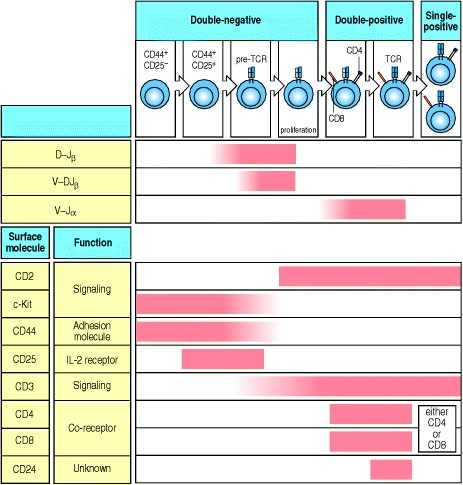 Double-negative
Double-positive
Single-
positive
CD44⁺
CD25⁻
CD44⁺
CD25⁺
pre-TCR
proliferation
CD4
CD8
TCR
D–Jβ
V–DJβ
V–Jα
Surface
molecule
Function
CD2
Signaling
c-Kit
CD44
Adhesion
molecule
CD25
IL-2 receptor
CD3
Signaling
CD4
Co-receptor
CD8
either
CD4
or
CD8
CD24
Unknown